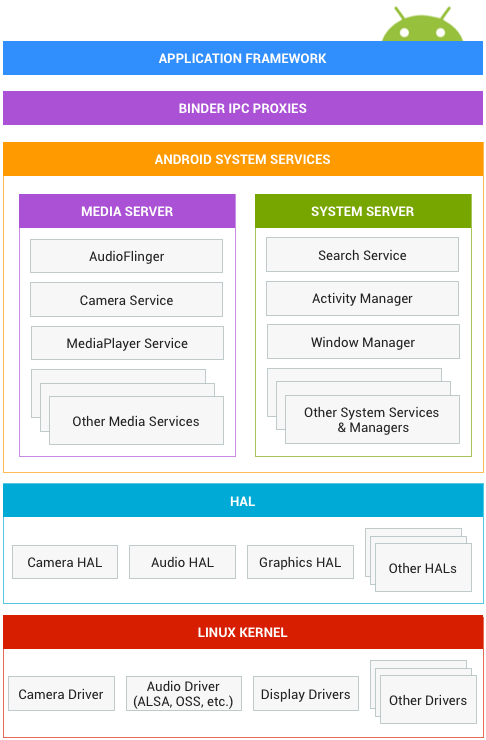 APPLICATION FRAMEWORK
BINDER IPC PROXIES
ANDROID SYSTEM SERVICES
MEDIA SERVER
AudioFlinger
Camera Service
MediaPlayer Service
Other Media Services
SYSTEM SERVER
Search Service
Activity Manager
Window Manager
Other System Services
& Managers
HAL
Camera HAL
Audio HAL
Graphics HAL
Other HALs
LINUX KERNEL
Camera Driver
Audio Driver
(ALSA, OSS, etc.)
Display Drivers
Other Drivers